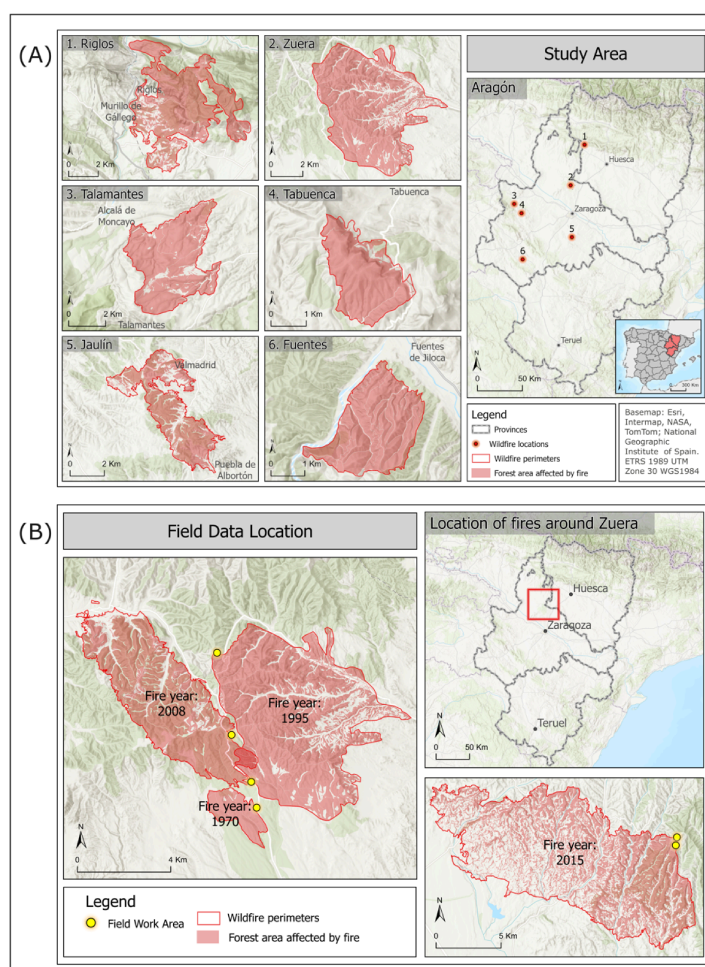 (A)
1. Riglos
Riglos
Murillo de
Gállego
0 2 Km
N
2. Zuera
0 2 Km
N
3. Talamantes
Alcalá de
Moncayo
Talamantes
0 2 Km
N
4. Tabuenca
Tabuenca
0 1 Km
N
5. Jaulín
Valmadrid
Puebla de
Albortón
0 2 Km
N
6. Fuentes
Fuentes
de Jiloca
0 1 Km
N
Study Area
Aragón
1
Huesca
2
3
4
Zaragoza
5
6
Teruel
N
0 50 Km
0 300 Km
Legend
Provinces
Wildfire locations
Wildfire perimeters
Forest area affected by fire
Basemap: Esri,
Intermap, NASA,
TomTom; National
Geographic
Institute of Spain.
ETRS 1989 UTM
Zone 30 WGS1984
(B)
Field Data Location
Fire year:
2008
Fire year:
1995
Fire year:
1970
N
0 4 Km
Legend
Field Work Area
Wildfire perimeters
Forest area affected by fire
Location of fires around Zuera
Huesca
Zaragoza
Teruel
N
0 50 Km
Fire year:
2015
N
0 5 Km